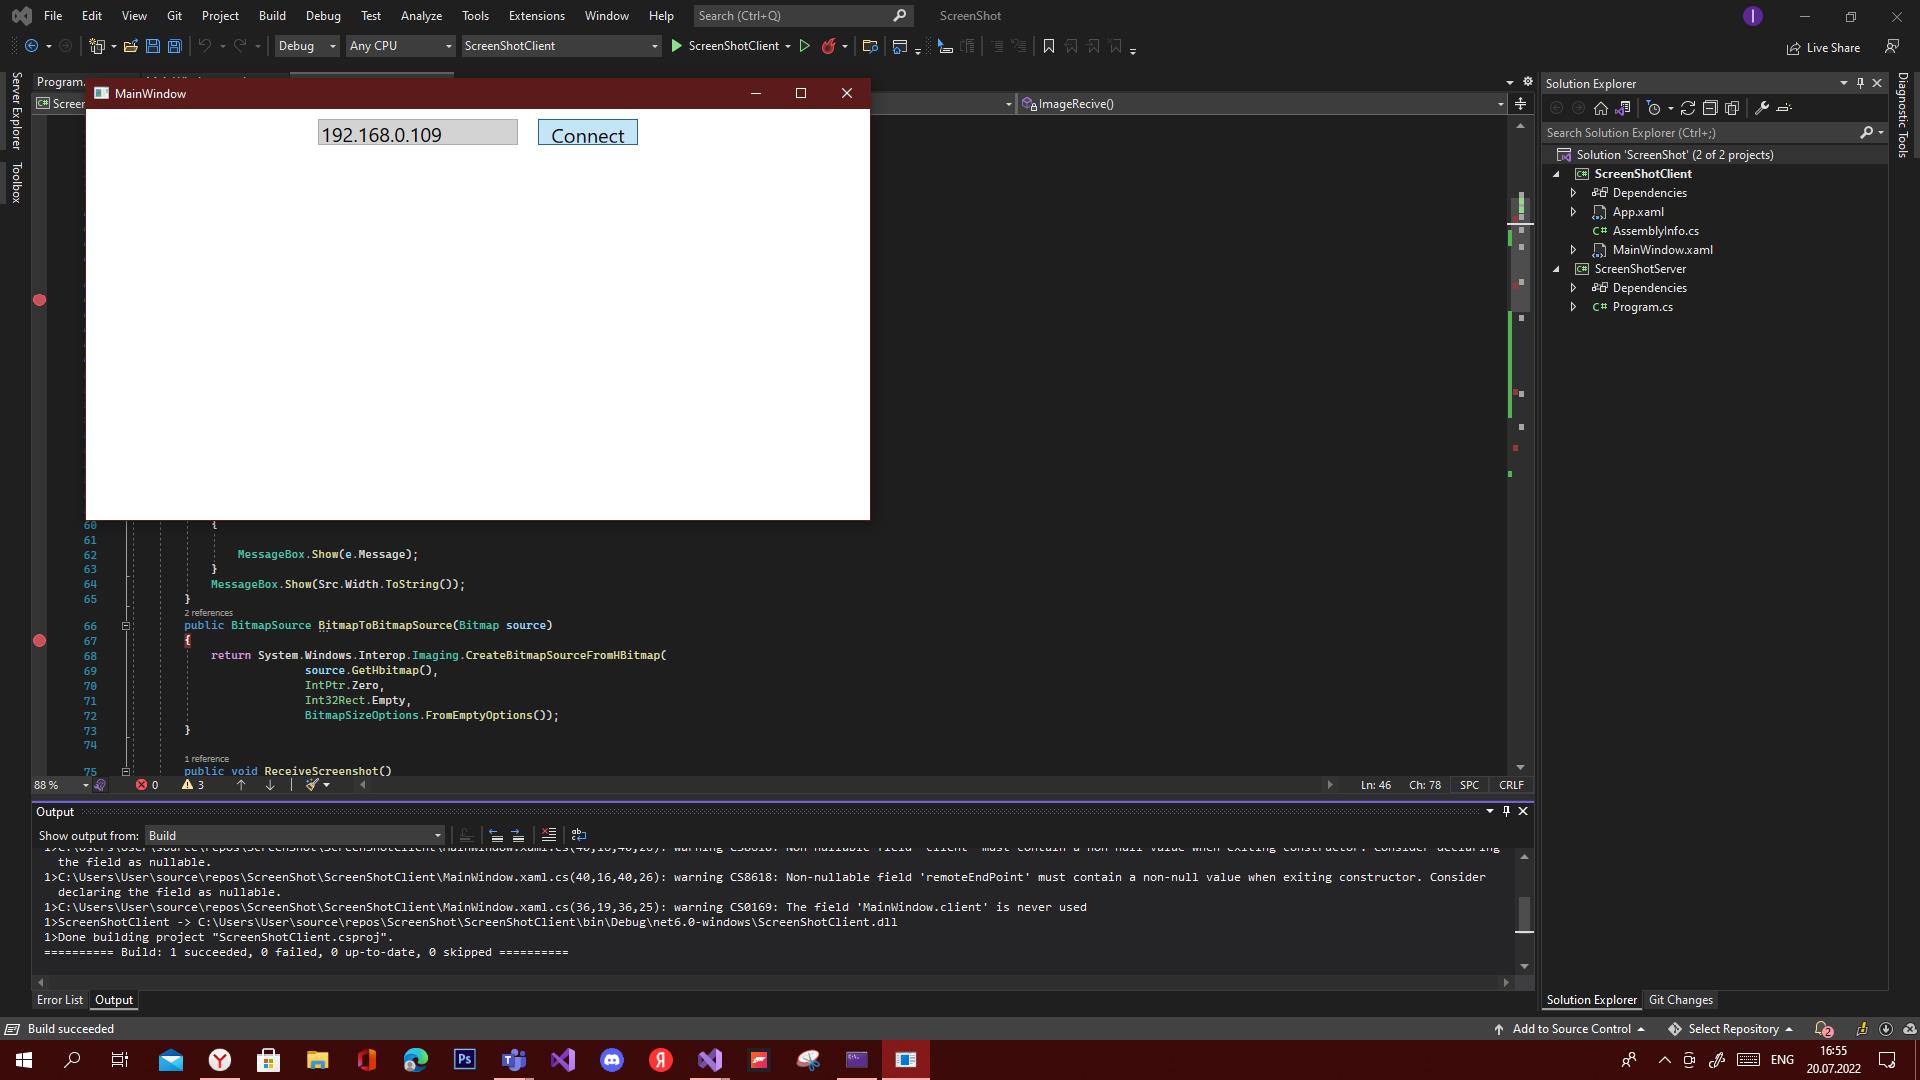 File Edit View Git Project Build Debug Test Analyze Tools Extensions Window Help Search (Ctrl+Q) ScreenShot
Debug Any CPU ScreenShotClient ScreenShotClient Live Share
Server Explorer
Toolbox
Program.
Screen
MainWindow
192.168.0.109 Connect
ImageRecive()
60 {
61
62 MessageBox.Show(e.Message);
63 }
64 MessageBox.Show(Src.Width.ToString());
65 }
2 references
66 public BitmapSource BitmapToBitmapSource(Bitmap source)
67 {
68 return System.Windows.Interop.Imaging.CreateBitmapSourceFromHBitmap(
69 source.GetHbitmap(),
70 IntPtr.Zero,
71 Int32Rect.Empty,
72 BitmapSizeOptions.FromEmptyOptions());
73 }
74
1 reference
75 public void ReceiveScreenshot()
88 % 0 3 Ln: 46 Ch: 78 SPC CRLF
Output
Show output from: Build
1>C:\Users\User\source\repos\ScreenShot\ScreenShotClient\MainWindow.xaml.cs(40,16,40,26): warning CS8618: Non-nullable field 'client' must contain a non-null value when exiting constructor. Consider declaring
the field as nullable.
1>C:\Users\User\source\repos\ScreenShot\ScreenShotClient\MainWindow.xaml.cs(40,16,40,26): warning CS8618: Non-nullable field 'remoteEndPoint' must contain a non-null value when exiting constructor. Consider
declaring the field as nullable.
1>C:\Users\User\source\repos\ScreenShot\ScreenShotClient\MainWindow.xaml.cs(36,19,36,25): warning CS0169: The field 'MainWindow.client' is never used
1>ScreenShotClient -> C:\Users\User\source\repos\ScreenShot\ScreenShotClient\bin\Debug\net6.0-windows\ScreenShotClient.dll
1>Done building project "ScreenShotClient.csproj".
========== Build: 1 succeeded, 0 failed, 0 up-to-date, 0 skipped ==========
Error List Output
Solution Explorer
Search Solution Explorer (Ctrl+;)
Solution 'ScreenShot' (2 of 2 projects)
ScreenShotClient
Dependencies
App.xaml
C# AssemblyInfo.cs
MainWindow.xaml
ScreenShotServer
Dependencies
C# Program.cs
Solution Explorer Git Changes
Diagnostic Tools
Build succeeded Add to Source Control Select Repository 2
ENG 16:55
20.07.2022